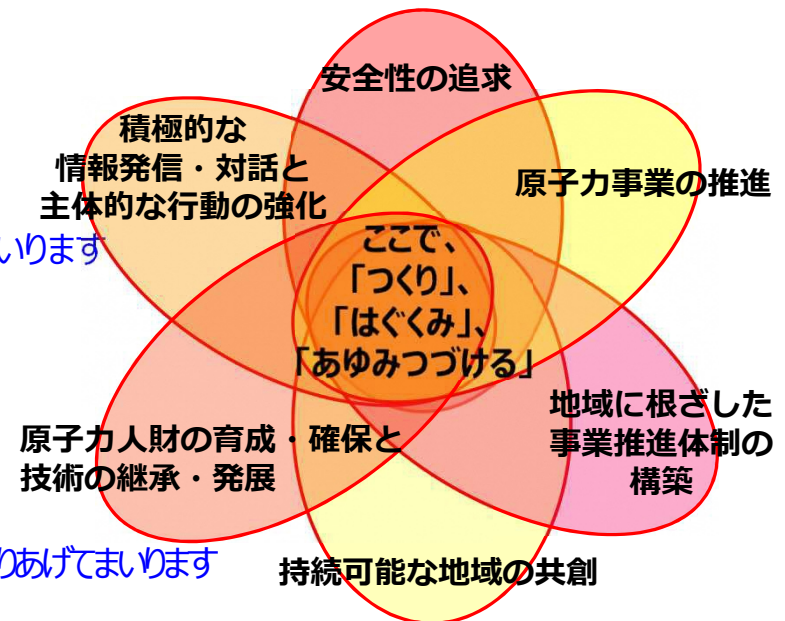 安全性の追求
積極的な
情報発信・対話と
主体的な行動の強化
原子力事業の推進
いります
ここで、
「つくり」、
「はぐくみ」、
「あゆみつづける」
地域に根ざした
事業推進体制の
構築
原子力人財の育成・確保と
技術の継承・発展
りあげてまいります
持続可能な地域の共創